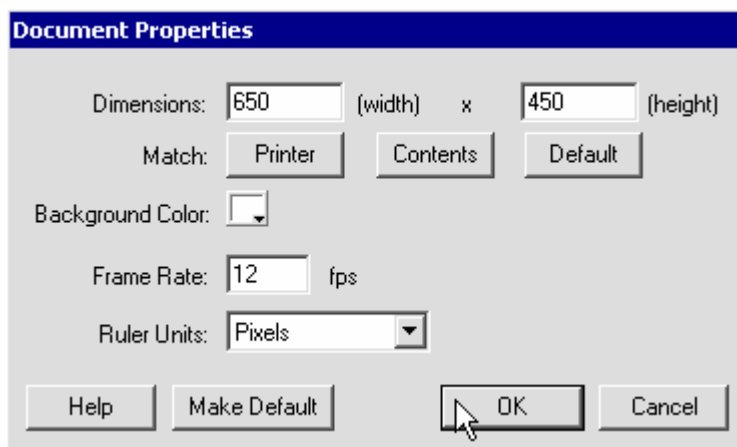 Document Properties
Dimensions: 650 (width) x 450 (height)
Match: Printer Contents Default
Background Color:
Frame Rate: 12 fps
Ruler Units: Pixels
Help Make Default OK Cancel